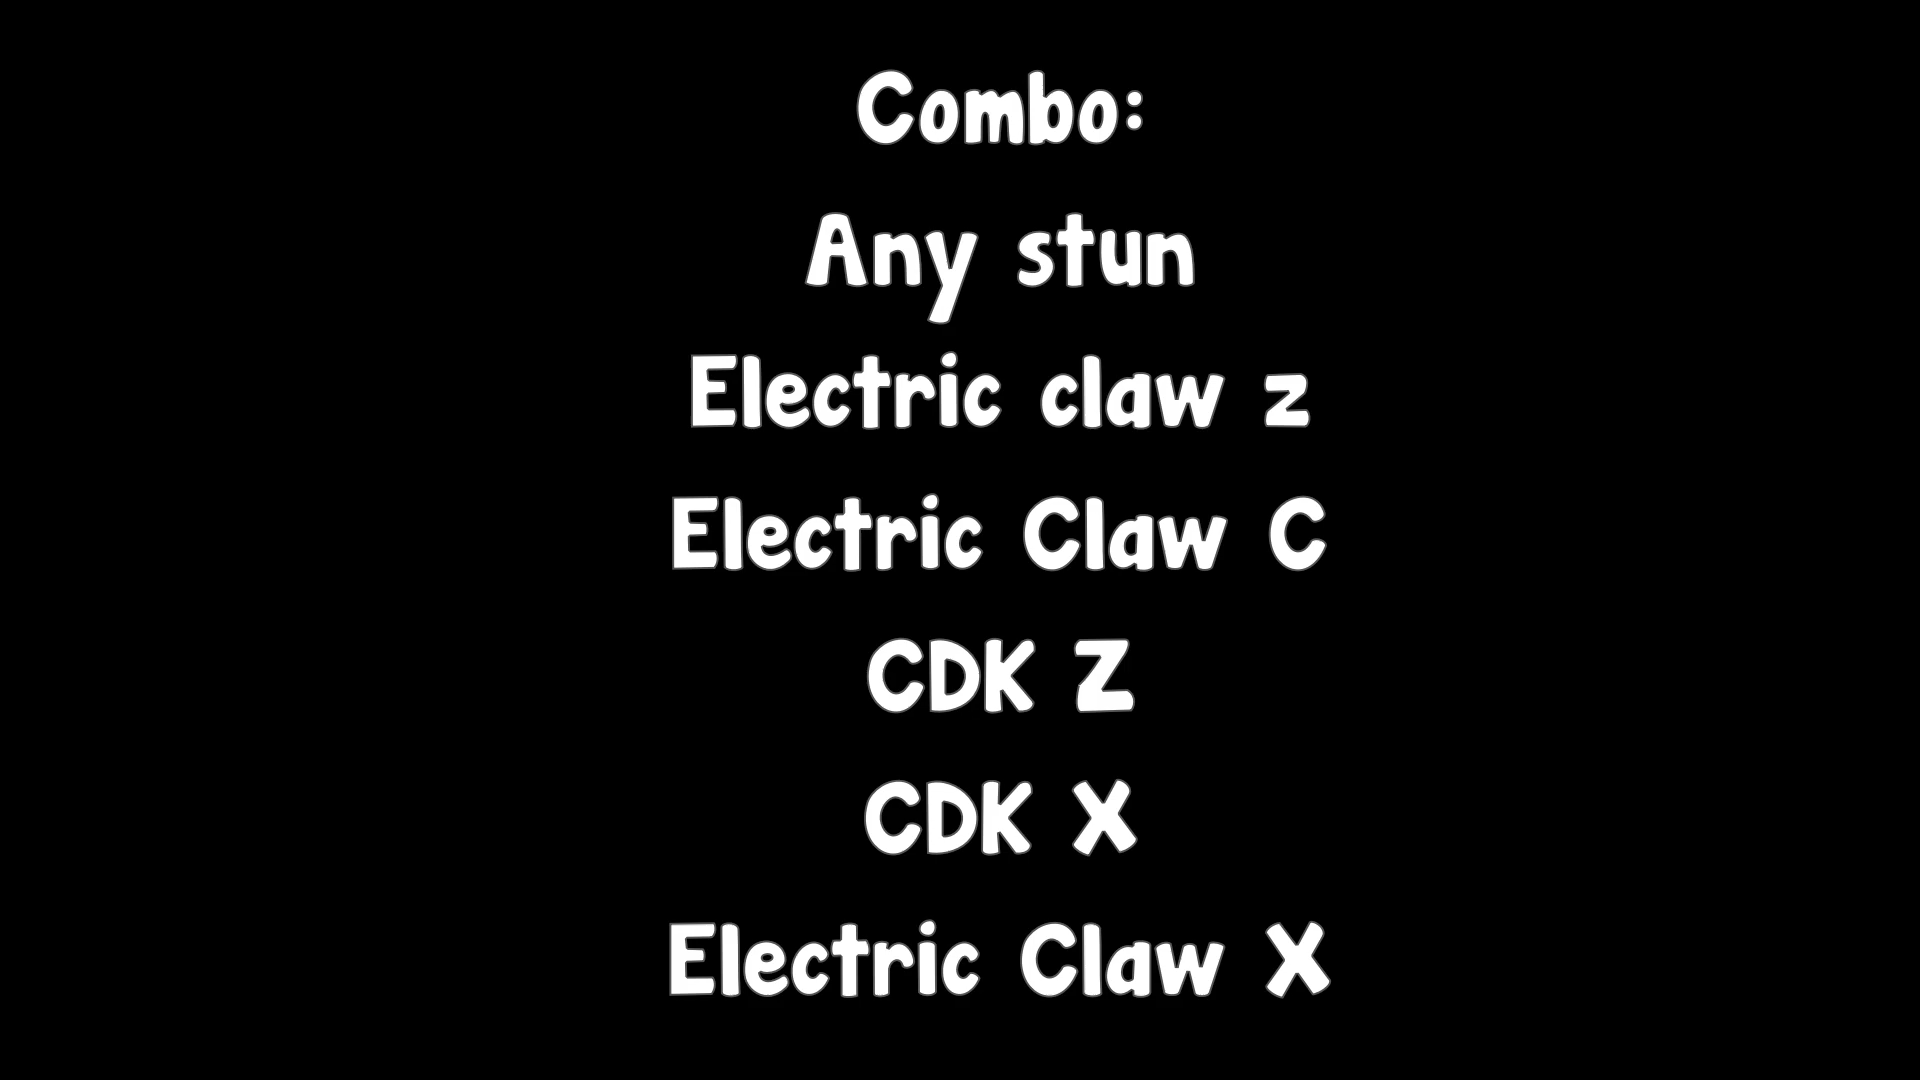 Combo:
Any stun
Electric claw z
Electric Claw C
CDK Z
CDK X
Electric Claw X